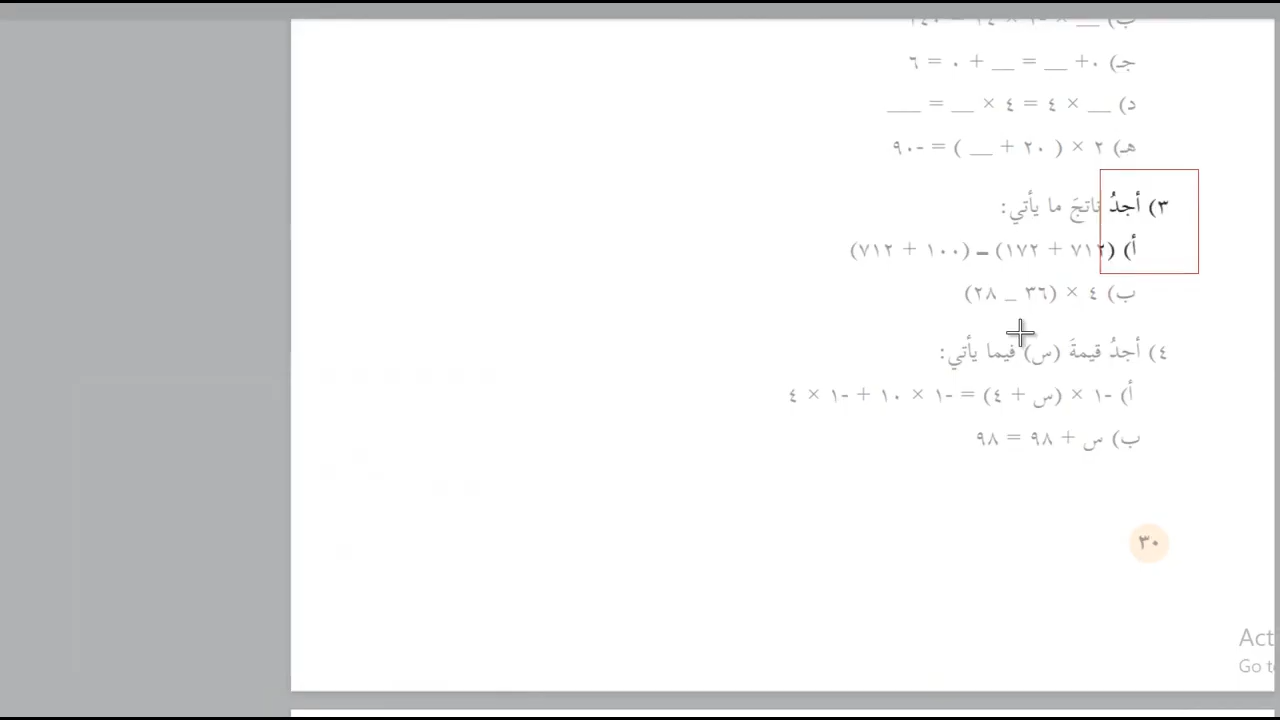 جـ) ٠ + __ = __ + ٠ = ٦
د) __ × ٤ = ٤ × __ = ___
هـ) ٢ × ( ٢٠ + __ ) = -٩٠
٣) أجدُ ناتجَ ما يأتي:
أ) (٧١٢ + ١٧٢) – (١٠٠ + ٧١٢)
ب) ٤ × (٣٦ _ ٢٨)
٤) أجدُ قيمةَ (س) فيما يأتي:
أ) -١ × (س + ٤) = -١ × ١٠ + -١ × ٤
ب) س + ٩٨ = ٩٨
٣٠
Act
Go t